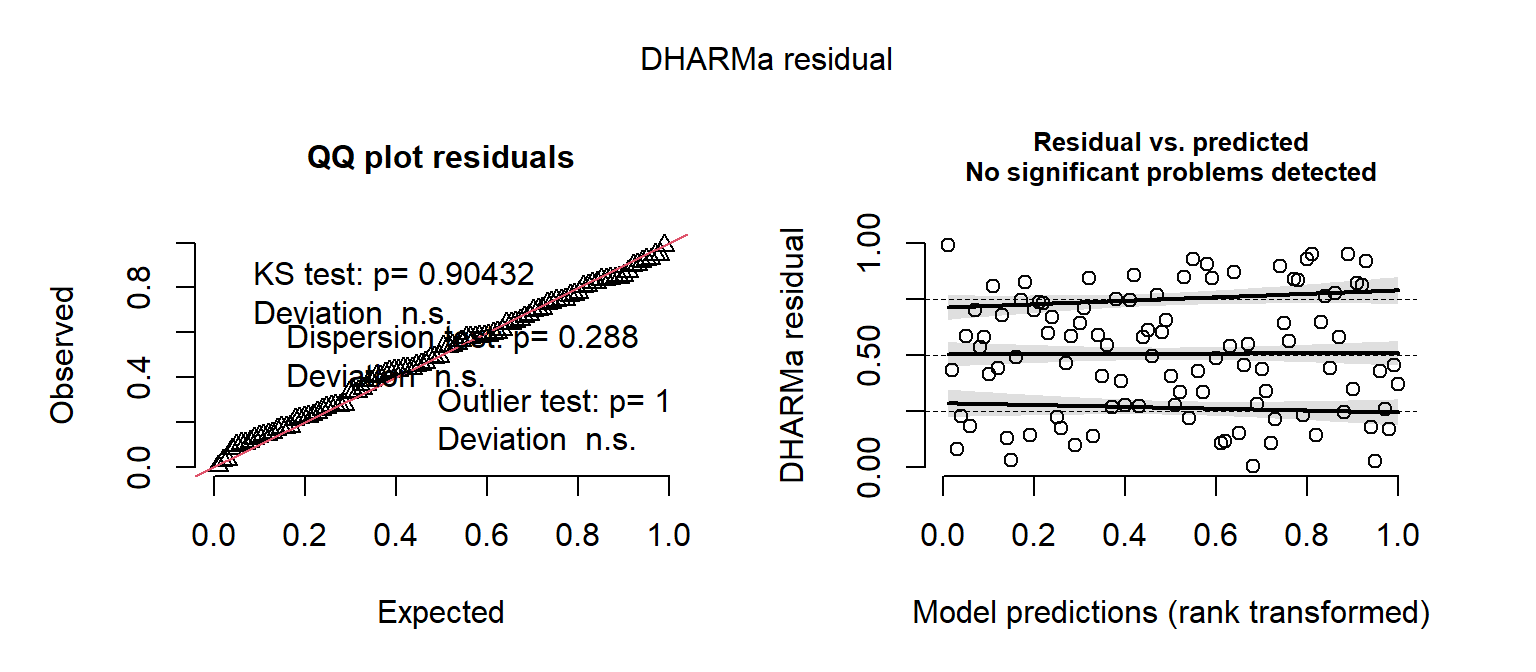 DHARMa residual
QQ plot residuals
KS test: p= 0.90432
Deviation n.s.
Dispersion test: p= 0.288
Deviation n.s.
Outlier test: p= 1
Deviation n.s.
Observed
0.0 0.4 0.8
0.0 0.2 0.4 0.6 0.8 1.0
Expected
Residual vs. predicted
No significant problems detected
DHARMa residual
0.00 0.50 1.00
0.0 0.2 0.4 0.6 0.8 1.0
Model predictions (rank transformed)